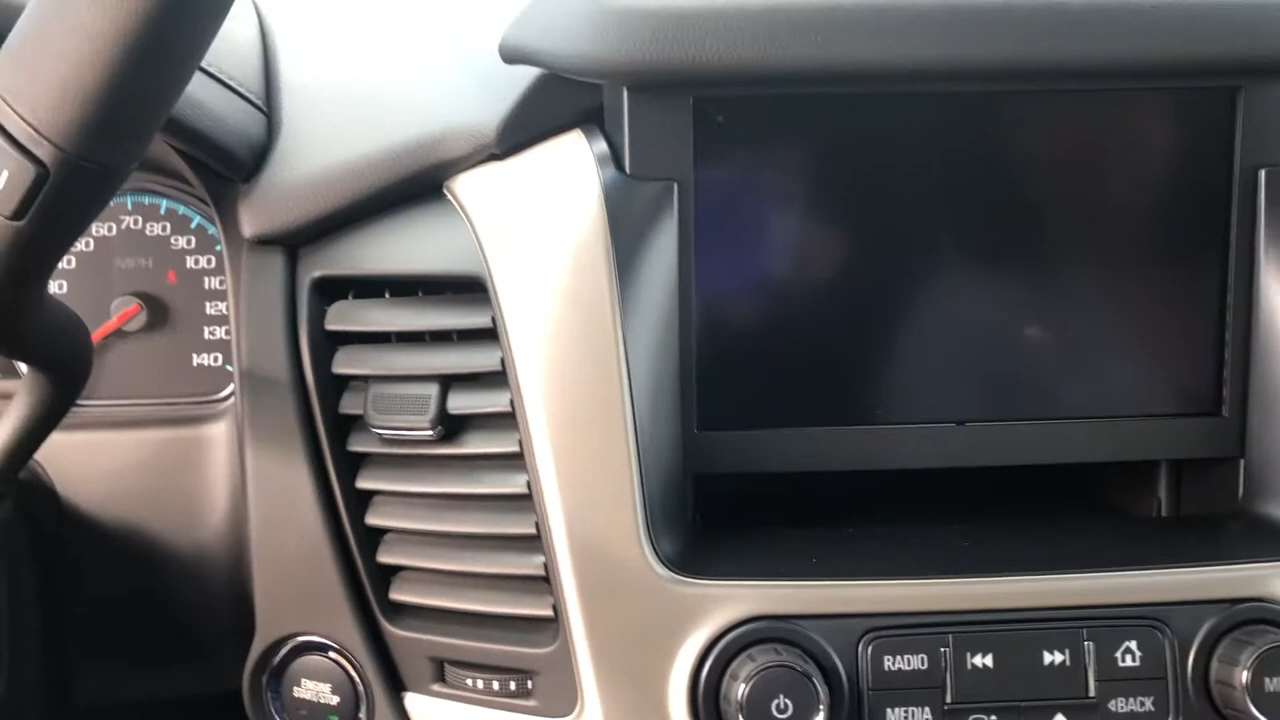 60 70 80
90
100
110
120
130
140
MPH
ENGINE
START/STOP
RADIO
MEDIA
BACK